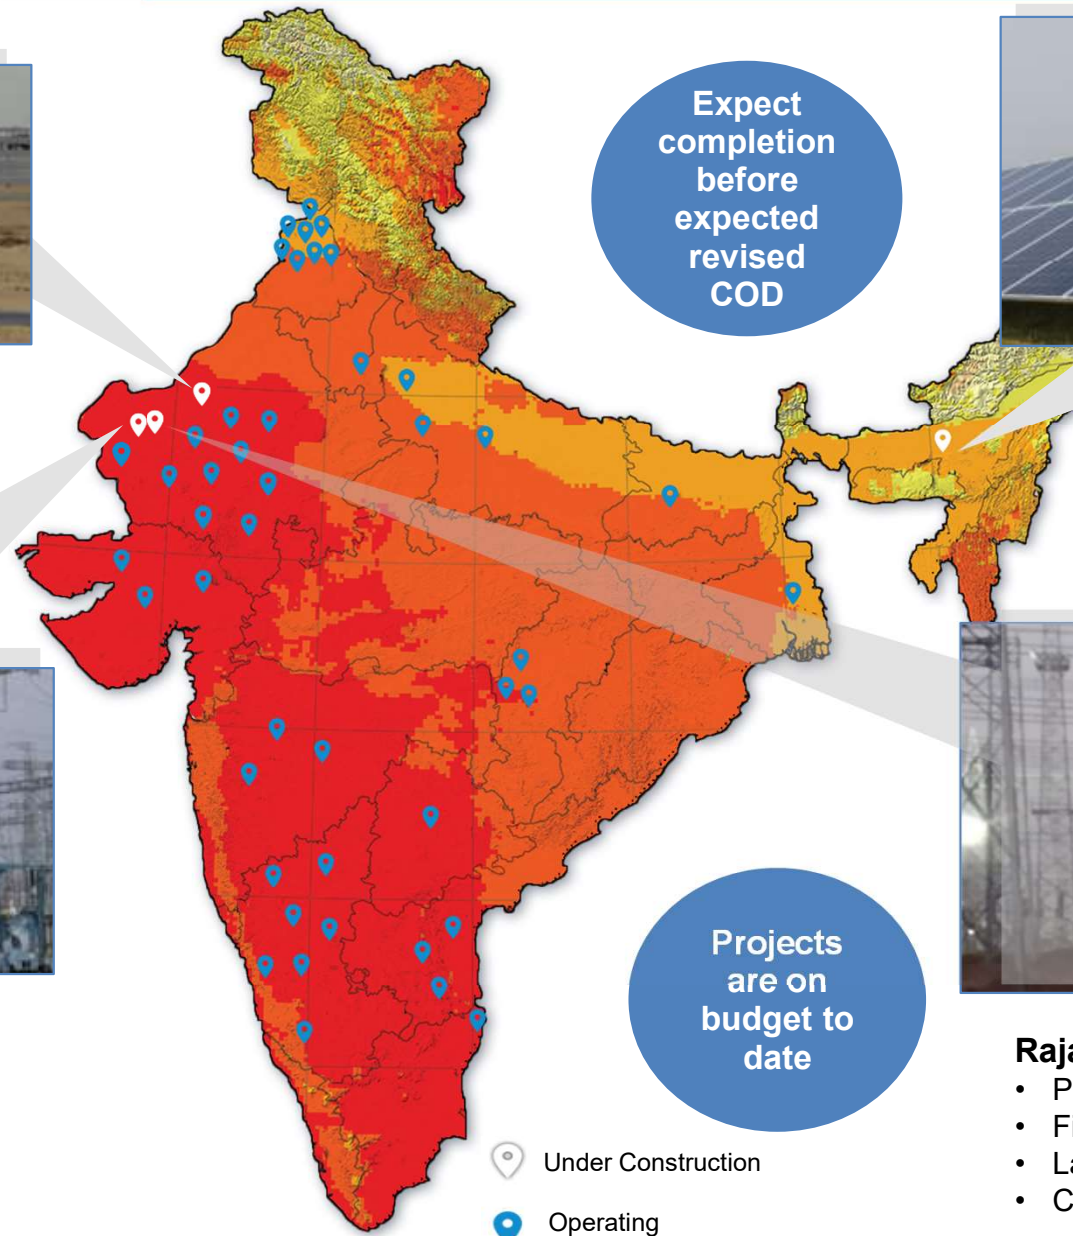 Expect
completion
before
expected
revised
COD
Projects
are on
budget to
date
Under Construction
Operating